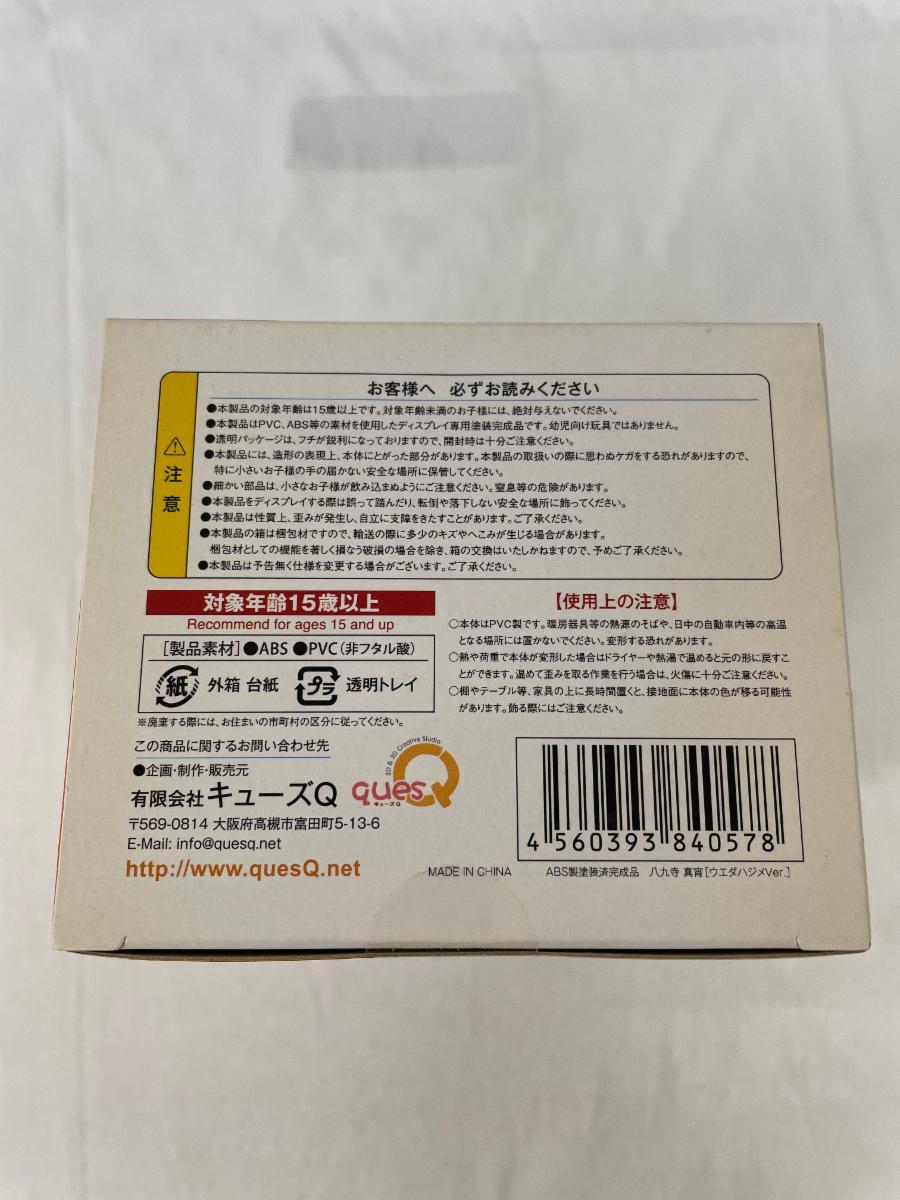 お客様へ 必ずお読みください
注意
●本製品の対象年齢は15歳以上です。対象年齢未満のお子様には、絶対与えないでください。
●本製品はPVC、ABS等の素材を使用したディスプレイ専用塗装完成品です。幼児向け玩具ではありません。
●透明パッケージは、フチが鋭利になっておりますので、開封時は十分ご注意ください。
●本製品には、造形の表現上、本体にとがった部分があります。本製品の取扱いの際に思わぬケガをする恐れがありますので、
特に小さいお子様の手の届かない安全な場所に保管してください。
●細かい部品は、小さなお子様が飲み込まぬようにご注意ください。窒息等の危険があります。
●本製品をディスプレイする際は誤って踏んだり、転倒や落下しない安全な場所に飾ってください。
●本製品は性質上、歪みが発生し、自立に支障をきたすことがあります。ご了承ください。
●本製品の箱は梱包材ですので、輸送の際に多少のキズやへこみが生じる場合があります。
梱包材としての機能を著しく損なう破損の場合を除き、箱の交換はいたしかねますので、予めご了承ください。
●本製品は予告無く仕様を変更する場合がございます。ご了承ください。
対象年齢15歳以上
Recommend for ages 15 and up
[製品素材]●ABS ●PVC(非フタル酸)
紙 外箱 台紙 プラ 透明トレイ
※廃棄する際には、お住まいの市町村の区分に従ってください。
【使用上の注意】
○本体はPVC製です。暖房器具等の熱源のそばや、日中の自動車内等の高温
となる場所には置かないでください。変形する恐れがあります。
○熱や荷重で本体が変形した場合はドライヤーや熱湯で温めると元の形に戻すこ
とができます。温めて歪みを取る作業を行う場合は、火傷に十分ご注意ください。
○棚やテーブル等、家具の上に長時間置くと、接地面に本体の色が移る可能性
があります。飾る際にはご注意ください。
この商品に関するお問い合わせ先
●企画・制作・販売元
有限会社キューズQ
2D & 3D Creative Studio
quesQ
キューズQ
〒569-0814 大阪府高槻市富田町5-13-6
E-Mail: info@quesq.net
http://www.quesQ.net
MADE IN CHINA
4 560393 840578
ABS製塗装済完成品 八九寺 真宵[ウエダハジメVer.]